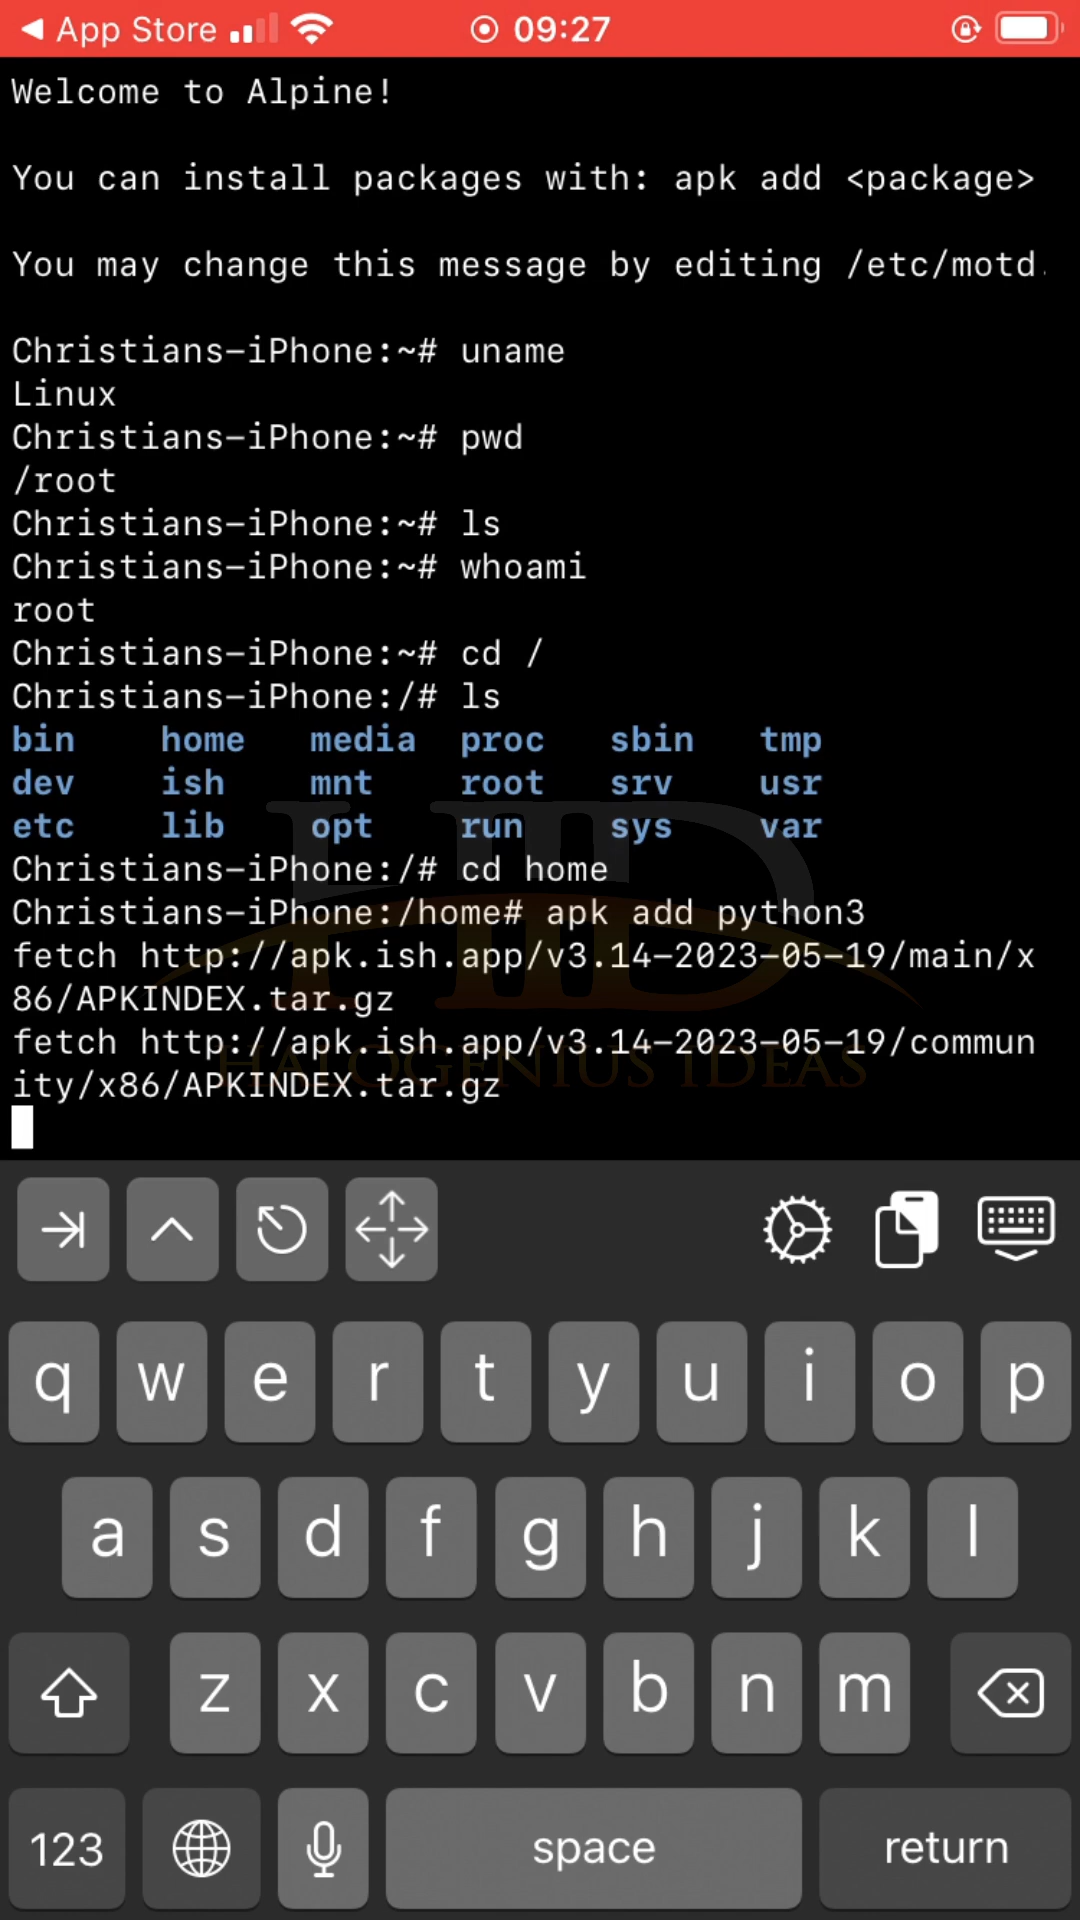 App Store 09:27
Welcome to Alpine!
You can install packages with: apk add <package>
You may change this message by editing /etc/motd.
Christians-iPhone:~# uname
Linux
Christians-iPhone:~# pwd
/root
Christians-iPhone:~# ls
Christians-iPhone:~# whoami
root
Christians-iPhone:~# cd /
Christians-iPhone:/# ls
bin home media proc sbin tmp
dev ish mnt root srv usr
etc lib opt run sys var
Christians-iPhone:/# cd home
Christians-iPhone:/home# apk add python3
fetch http://apk.ish.app/v3.14-2023-05-19/main/x
86/APKINDEX.tar.gz
fetch http://apk.ish.app/v3.14-2023-05-19/commun
ity/x86/APKINDEX.tar.gz
HID
HALOGENIUS IDEAS
q w e r t y u i o p
a s d f g h j k l
z x c v b n m
123 space return